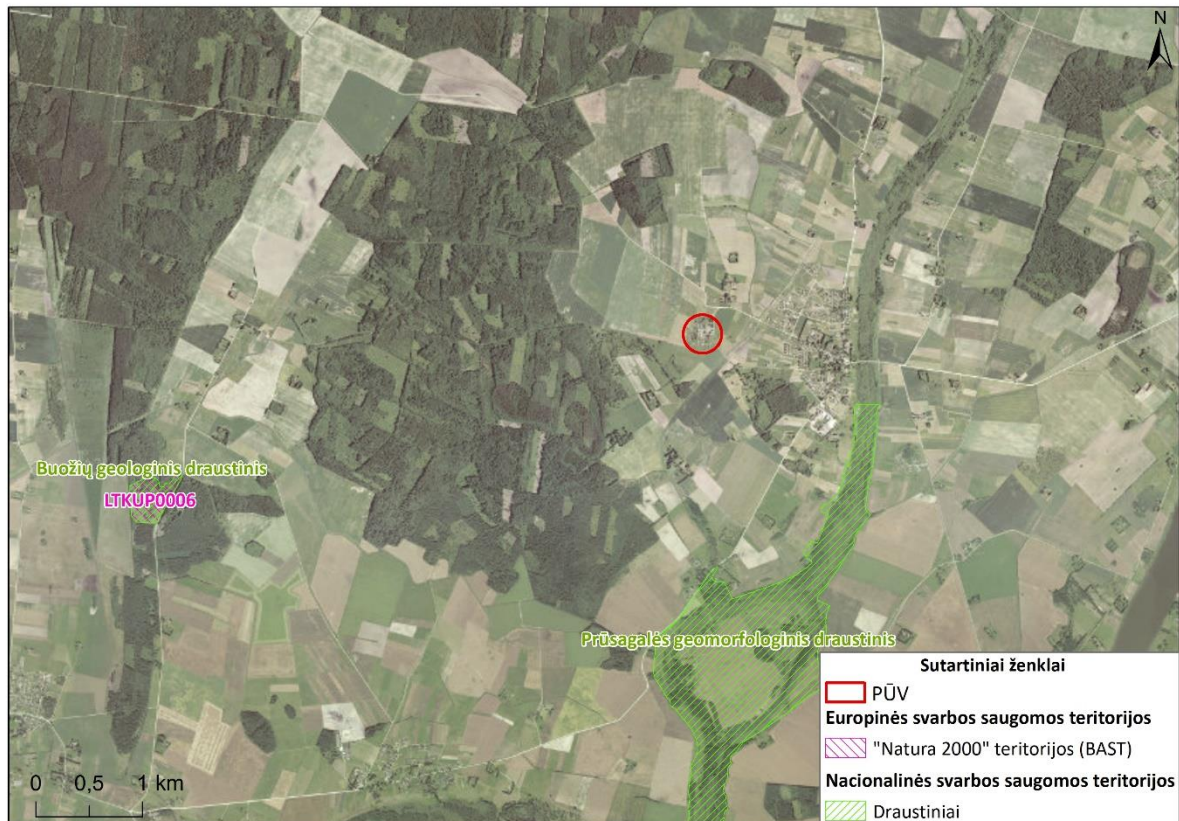 N
Buožių geologinis draustinis
LTKUP0006
Prūsagalės geomorfologinis draustinis
Sutartiniai ženklai
PŪV
Europinės svarbos saugomos teritorijos
"Natura 2000" teritorijos (BAST)
Nacionalinės svarbos saugomos teritorijos
Draustiniai
0 0,5 1 km